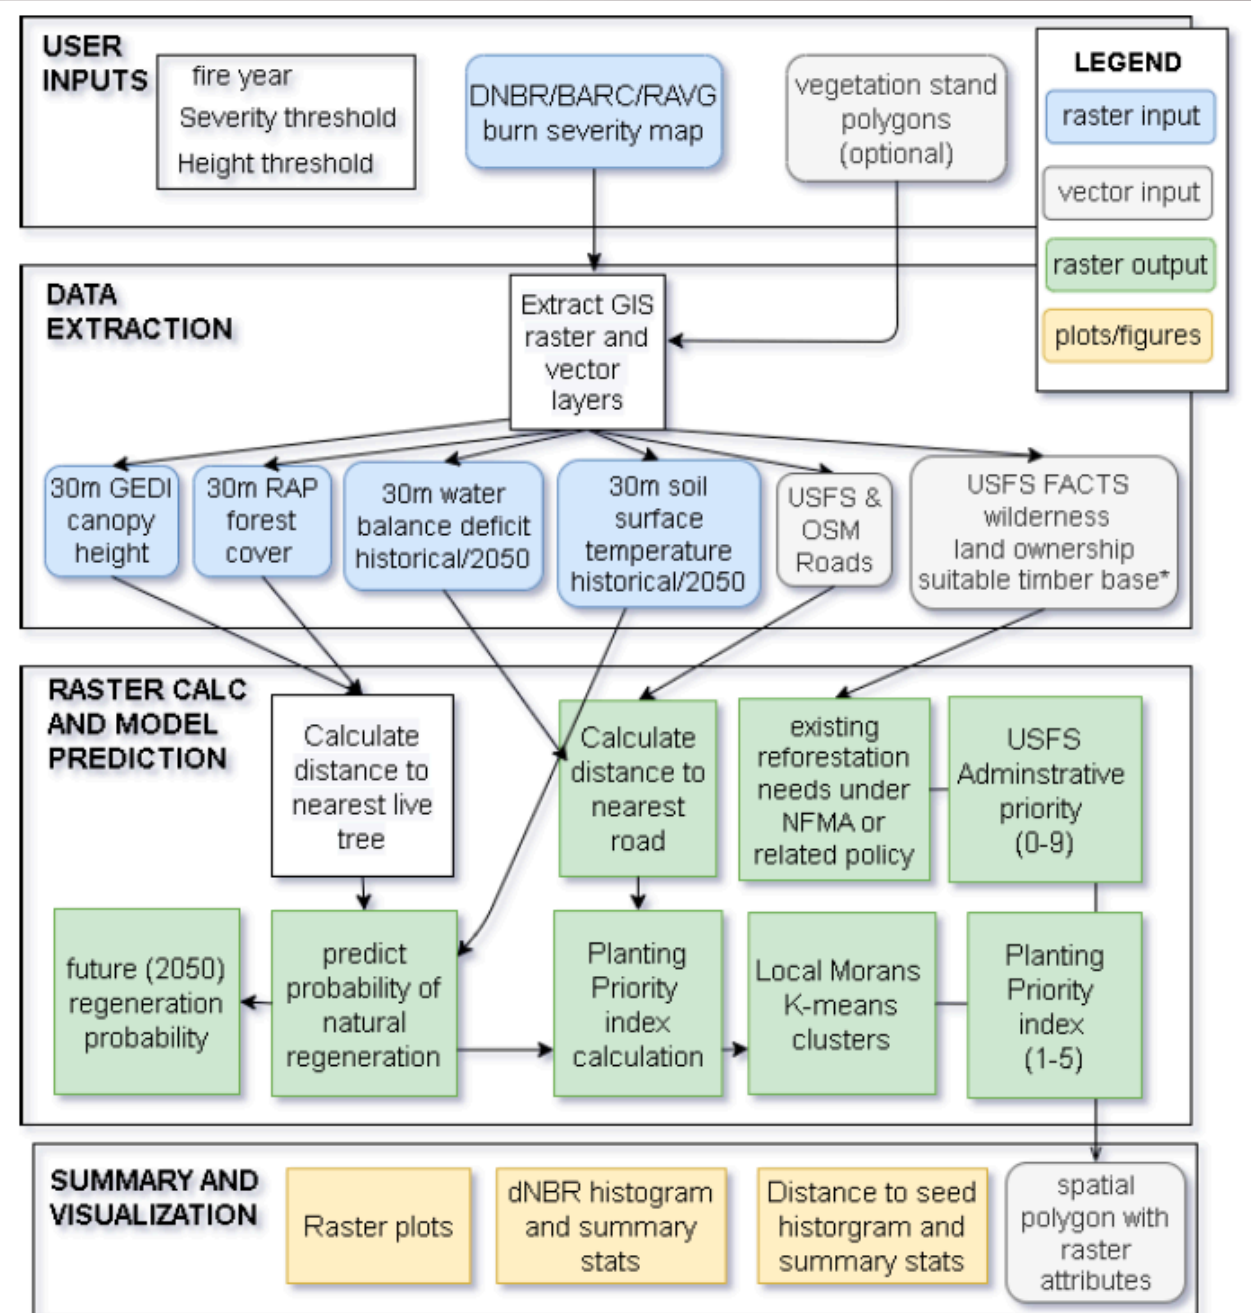 USER
INPUTS
fire year
Severity threshold
Height threshold
DNBR/BARC/RAVG
burn severity map
vegetation stand
polygons
(optional)
LEGEND
raster input
vector input
raster output
plots/figures
DATA
EXTRACTION
Extract GIS
raster and
vector
layers
30m GEDI
canopy
height
30m RAP
forest
cover
30m water
balance deficit
historical/2050
30m soil
surface
temperature
historical/2050
USFS &
OSM
Roads
USFS FACTS
wilderness
land ownership
suitable timber base*
RASTER CALC
AND MODEL
PREDICTION
Calculate
distance to
nearest live
tree
Calculate
distance to
nearest
road
existing
reforestation
needs under
NFMA or
related policy
USFS
Adminstrative
priority
(0-9)
future (2050)
regeneration
probability
predict
probability of
natural
regeneration
Planting
Priority
index
calculation
Local Morans
K-means
clusters
Planting
Priority
index
(1-5)
SUMMARY AND
VISUALIZATION
Raster plots
dNBR histogram
and summary
stats
Distance to seed
historgram and
summary stats
spatial
polygon with
raster
attributes